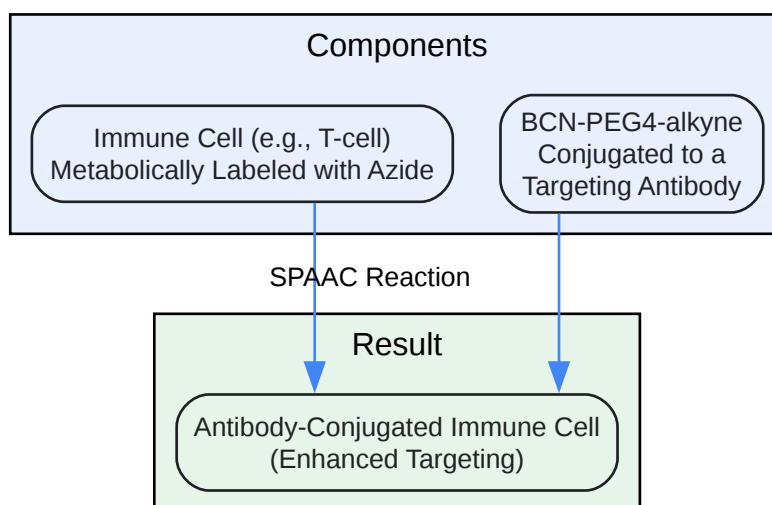 Components
Immune Cell (e.g., T-cell)
Metabolically Labeled with Azide
BCN-PEG4-alkyne
Conjugated to a
Targeting Antibody
SPAAC Reaction
Result
Antibody-Conjugated Immune Cell
(Enhanced Targeting)